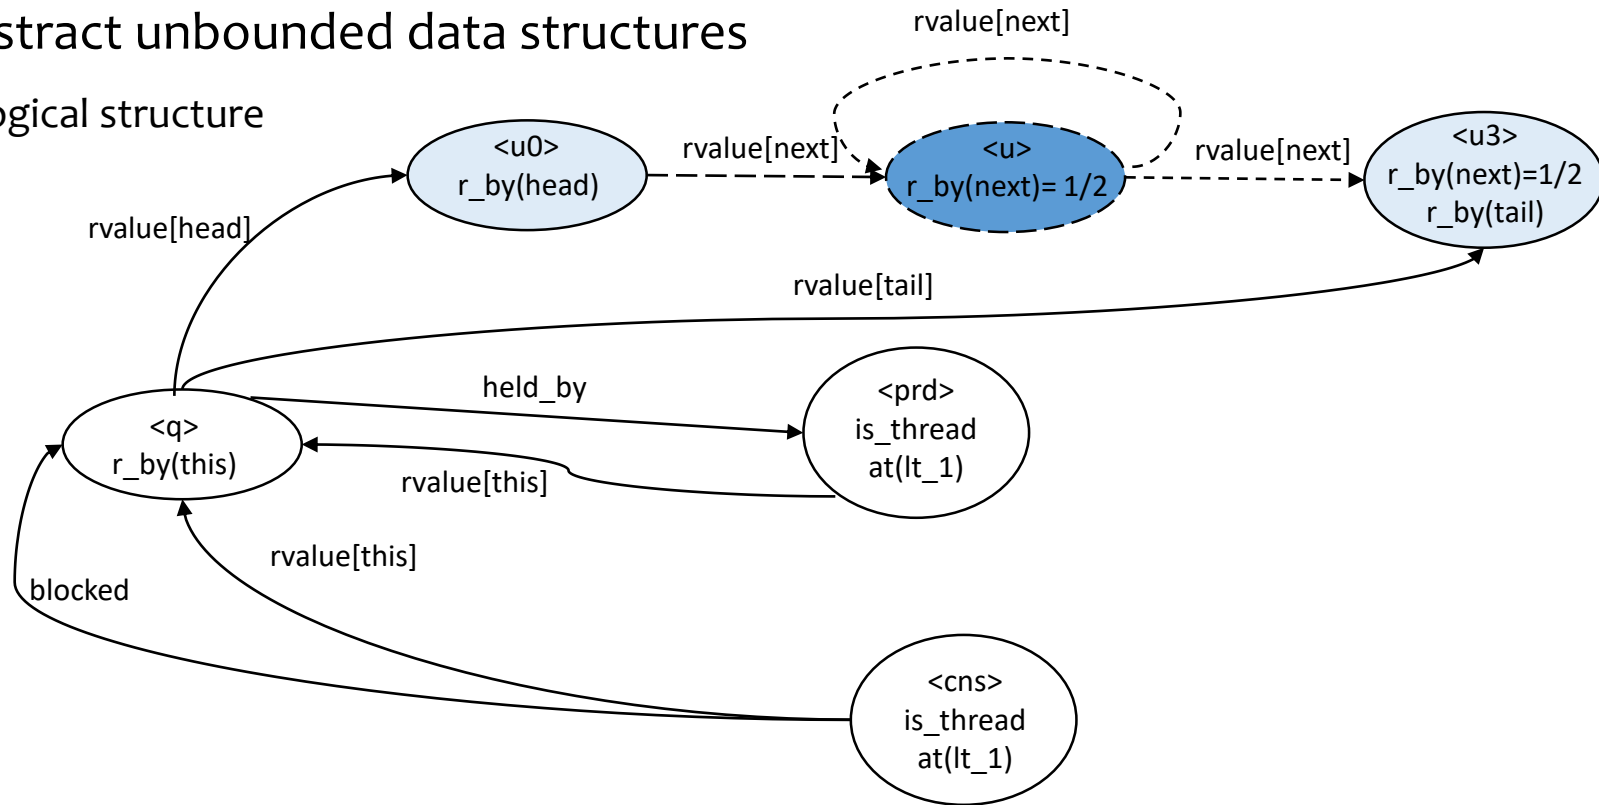 stract unbounded data structures
ogical structure
rvalue[next]
<u0>
r_by(head)
rvalue[next]
<u>
r_by(next)= 1/2
rvalue[next]
<u3>
r_by(next)=1/2
r_by(tail)
rvalue[head]
rvalue[tail]
held_by
<q>
r_by(this)
<prd>
is_thread
at(lt_1)
rvalue[this]
rvalue[this]
blocked
<cns>
is_thread
at(lt_1)